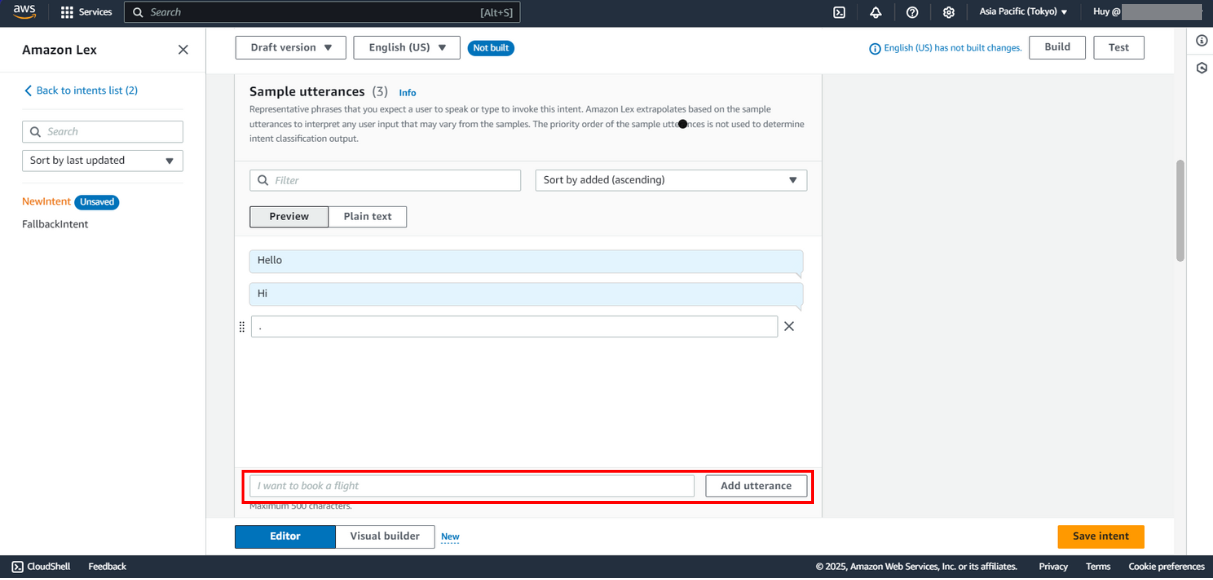 aws Services Search [Alt+S] Asia Pacific (Tokyo) ▼ Huy @
Amazon Lex
Draft version ▼ English (US) ▼ Not built English (US) has not built changes. Build Test
Back to intents list (2)
Search
Sort by last updated ▼
NewIntent Unsaved
FallbackIntent
Sample utterances (3) Info
Representative phrases that you expect a user to speak or type to invoke this intent. Amazon Lex extrapolates based on the sample
utterances to interpret any user input that may vary from the samples. The priority order of the sample utterances is not used to determine
intent classification output.
Filter Sort by added (ascending) ▼
Preview Plain text
Hello
Hi
.
I want to book a flight Add utterance
Maximum 500 characters.
Editor Visual builder New Save intent
CloudShell Feedback © 2025, Amazon Web Services, Inc. or its affiliates. Privacy Terms Cookie preferences